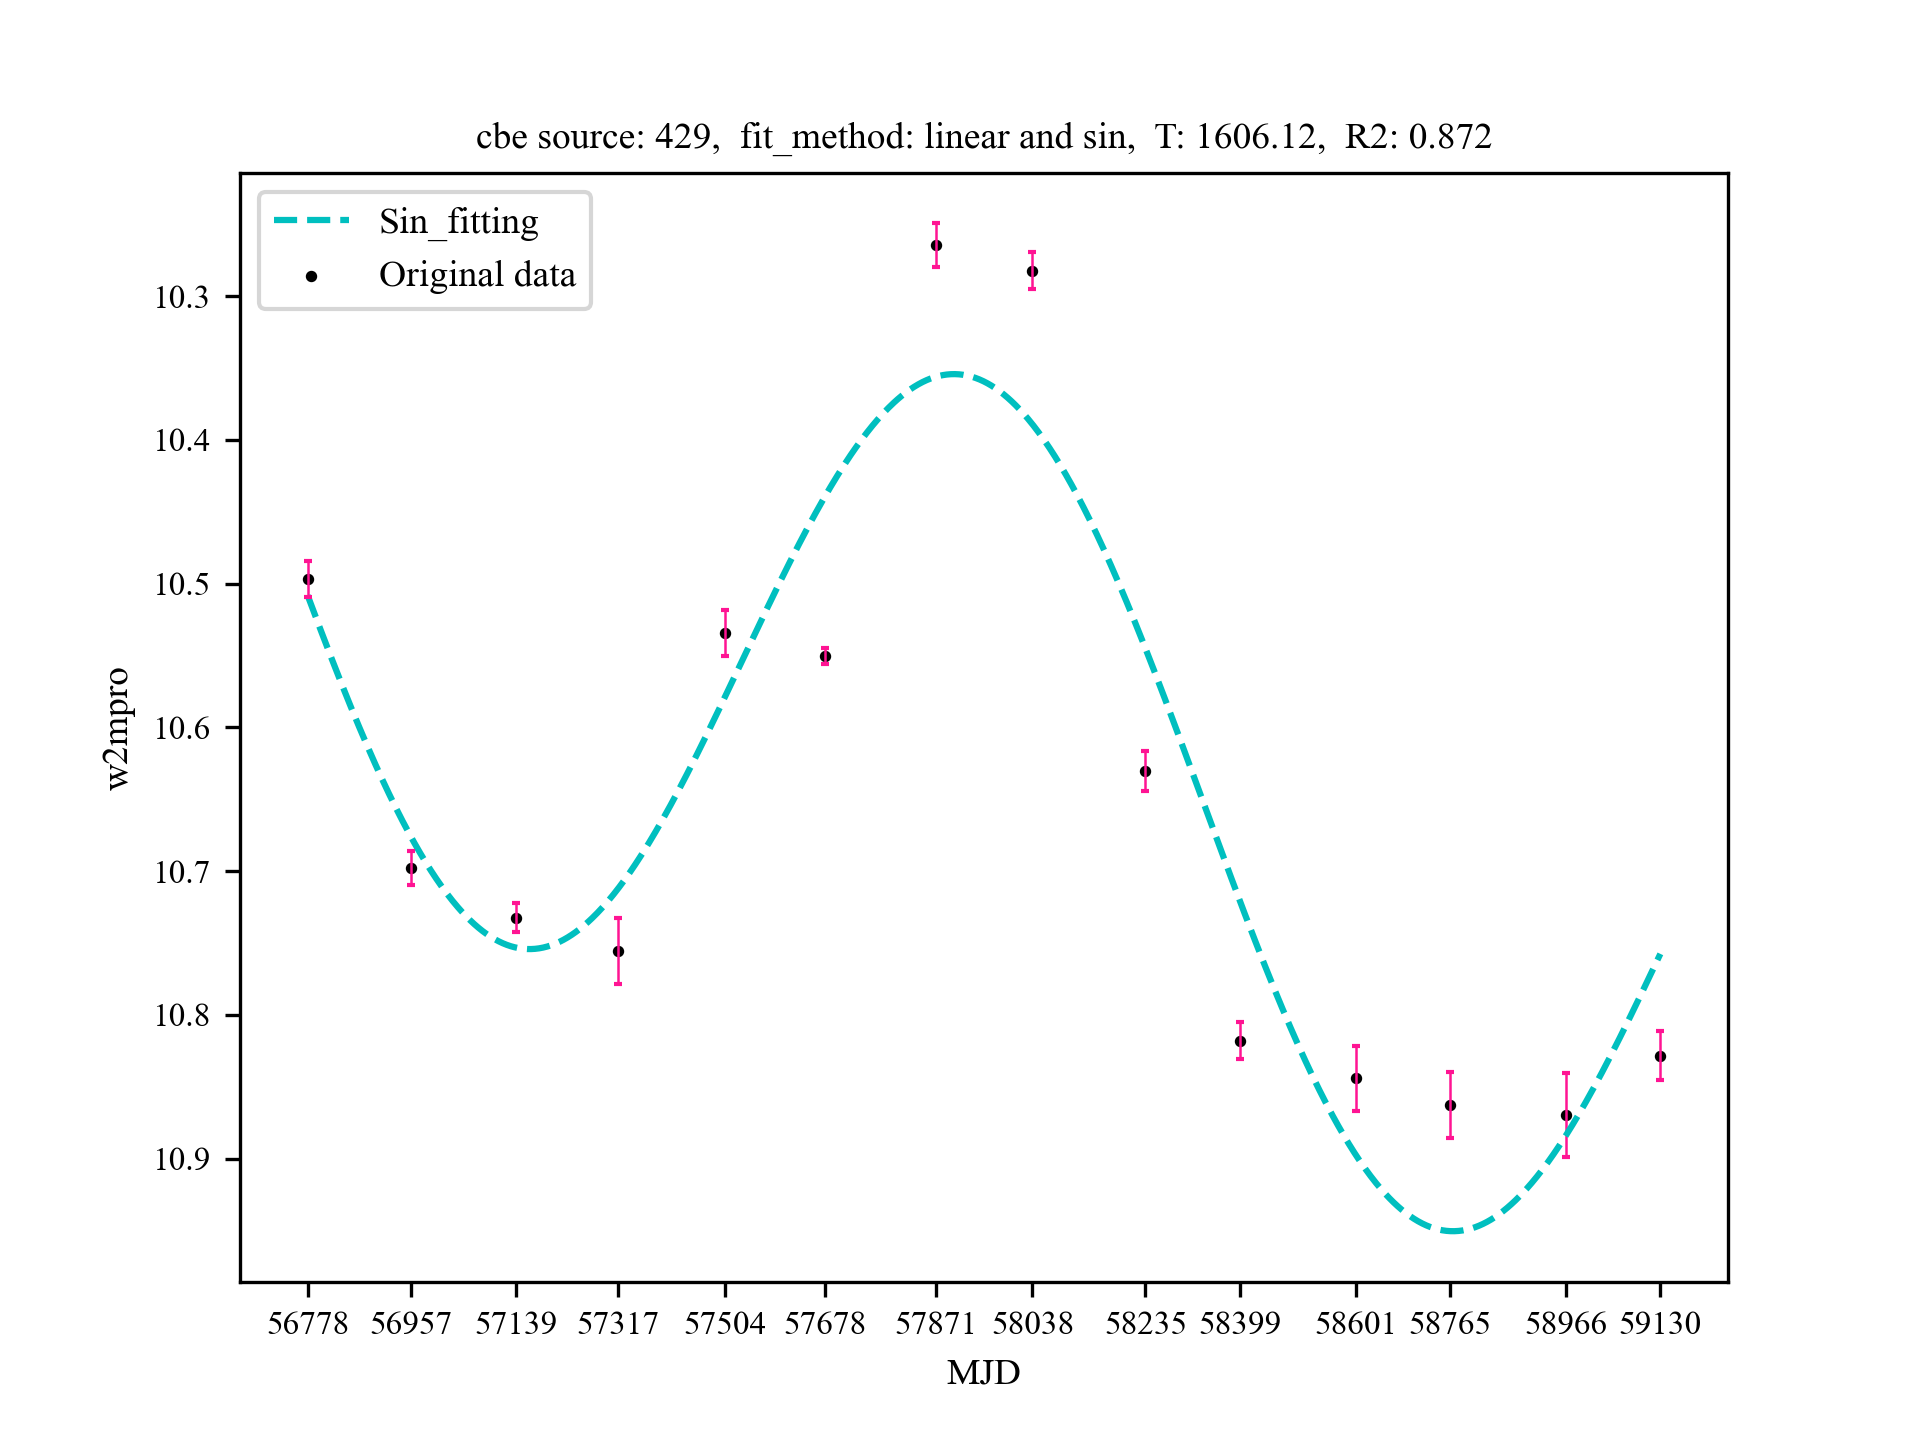 cbe source: 429,  fit_method: linear and sin,  T: 1606.12,  R2: 0.872
Sin_fitting
Original data
10.3
10.4
10.5
10.6
10.7
10.8
10.9
w2mpro
56778 56957 57139 57317 57504 57678 57871 58038 58235 58399 58601 58765 58966 59130
MJD